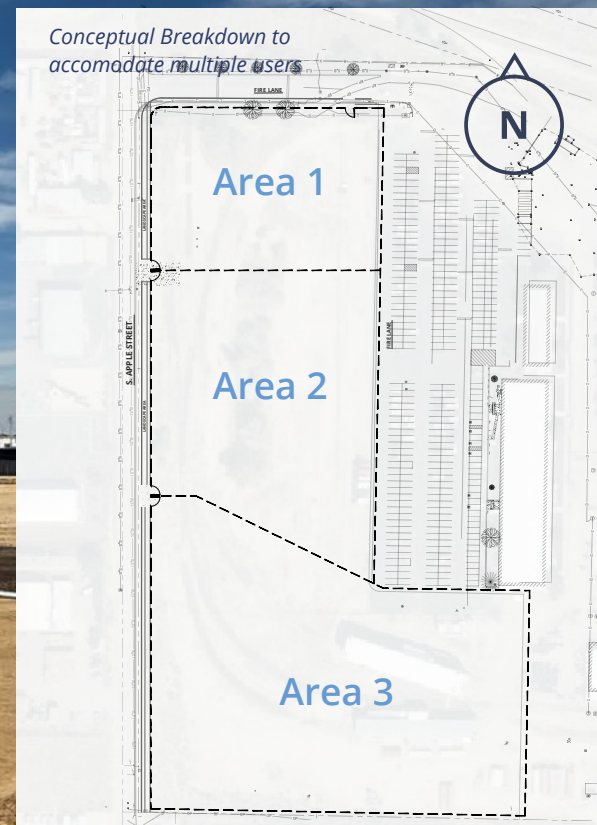 Conceptual Breakdown to
accomodate multiple users
FIRE LANE
N
Area 1
S. APPLE STREET
FIRE LANE
Area 2
Area 3